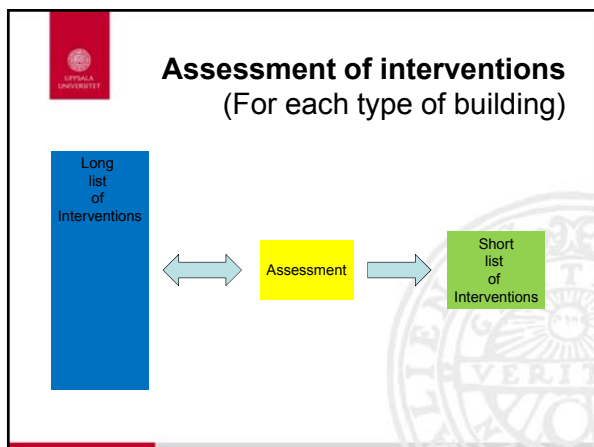 UPPSALA
UNIVERSITET
Assessment of interventions
(For each type of building)
Long
list
of
Interventions
Assessment
Short
list
of
Interventions
VERIT